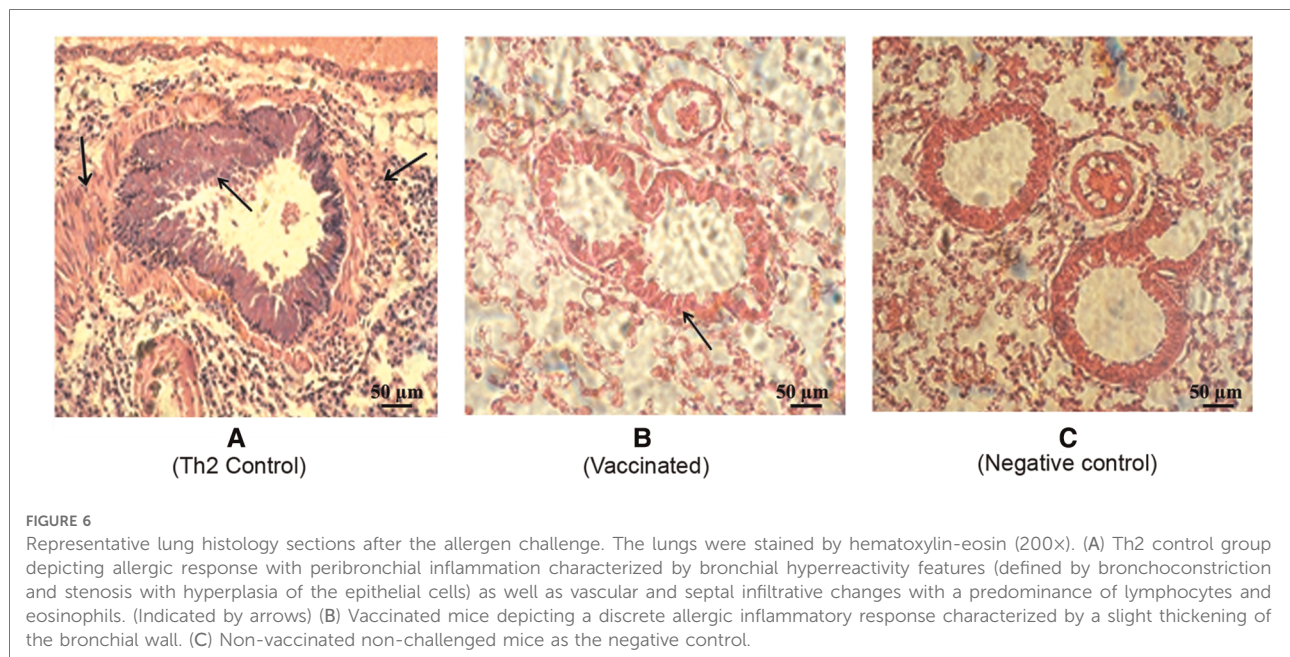 50 µm
50 µm
50 µm
A
B
C
(Th2 Control)
(Vaccinated)
(Negative control)
FIGURE 6
Representative lung histology sections after the allergen challenge. The lungs were stained by hematoxylin-eosin (200×). (A) Th2 control group
depicting allergic response with peribronchial inflammation characterized by bronchial hyperreactivity features (defined by bronchoconstriction
and stenosis with hyperplasia of the epithelial cells) as well as vascular and septal infiltrative changes with a predominance of lymphocytes and
eosinophils. (Indicated by arrows) (B) Vaccinated mice depicting a discrete allergic inflammatory response characterized by a slight thickening of
the bronchial wall. (C) Non-vaccinated non-challenged mice as the negative control.